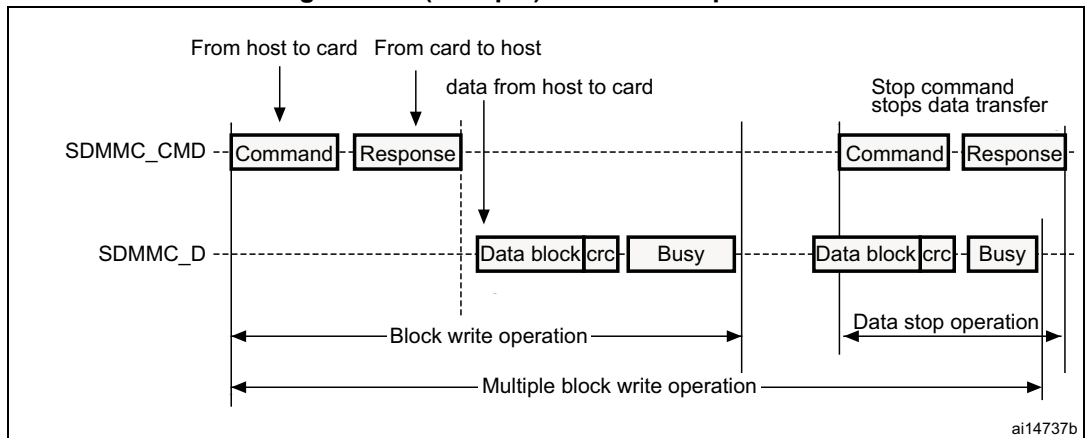 From host to card From card to host
data from host to card
Stop command
stops data transfer
SDMMC_CMD Command Response Command Response
SDMMC_D Data block crc Busy Data block crc Busy
Block write operation Data stop operation
Multiple block write operation
ai14737b